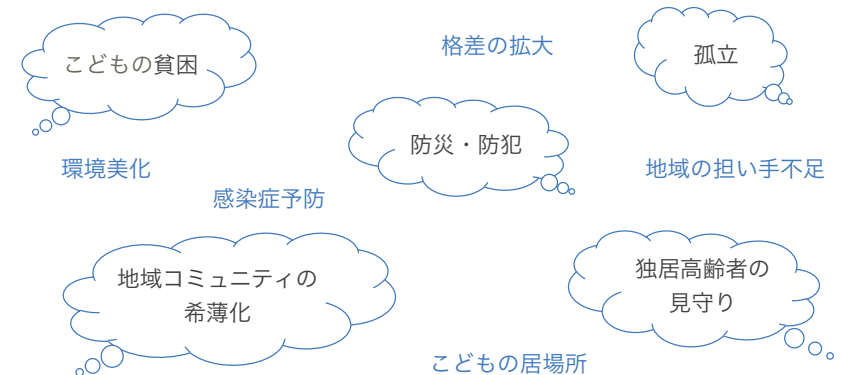 格差の拡大
こどもの貧困
孤立
防災・防犯
環境美化
地域の担い手不足
感染症予防
地域コミュニティの
希薄化
独居高齢者の
見守り
こどもの居場所